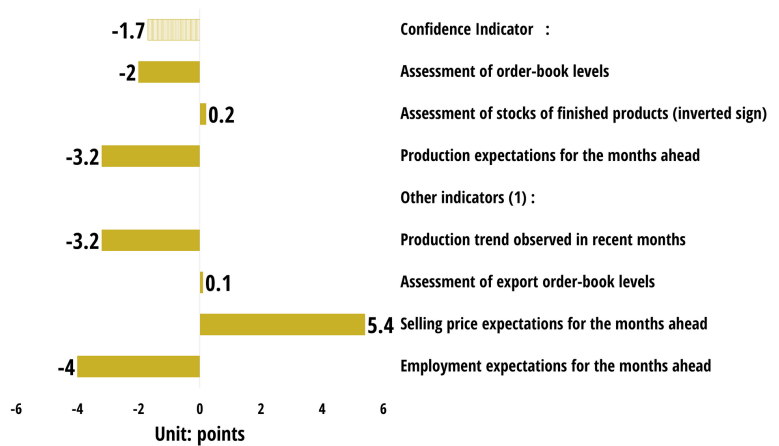 -1.7 Confidence Indicator :
-2 Assessment of order-book levels
0.2 Assessment of stocks of finished products (inverted sign)
-3.2 Production expectations for the months ahead
Other indicators (1) :
-3.2 Production trend observed in recent months
0.1 Assessment of export order-book levels
5.4 Selling price expectations for the months ahead
-4 Employment expectations for the months ahead
-6 -4 -2 0 2 4 6
Unit: points